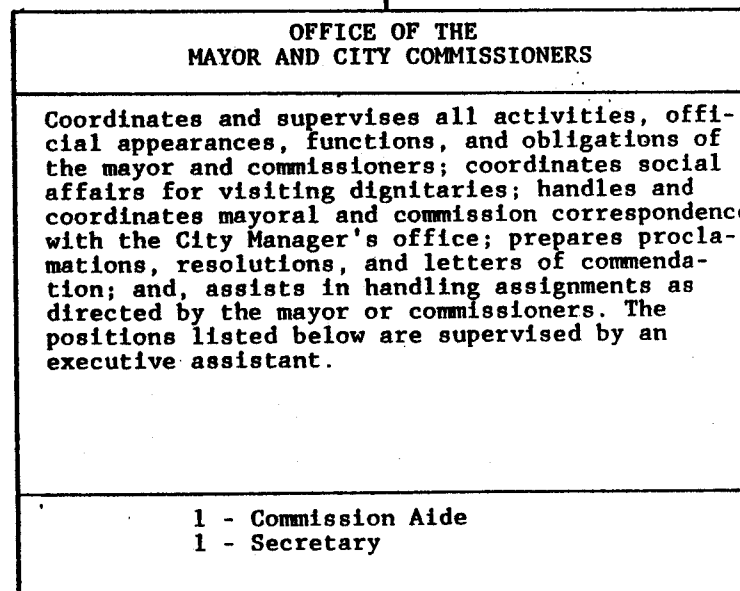 OFFICE OF THE
MAYOR AND CITY COMMISSIONERS
Coordinates and supervises all activities, offi-
cial appearances, functions, and obligations of
the mayor and commissioners; coordinates social
affairs for visiting dignitaries; handles and
coordinates mayoral and commission correspondence
with the City Manager's office; prepares procla-
mations, resolutions, and letters of commenda-
tion; and, assists in handling assignments as
directed by the mayor or commissioners. The
positions listed below are supervised by an
executive assistant.
1 - Commission Aide
1 - Secretary